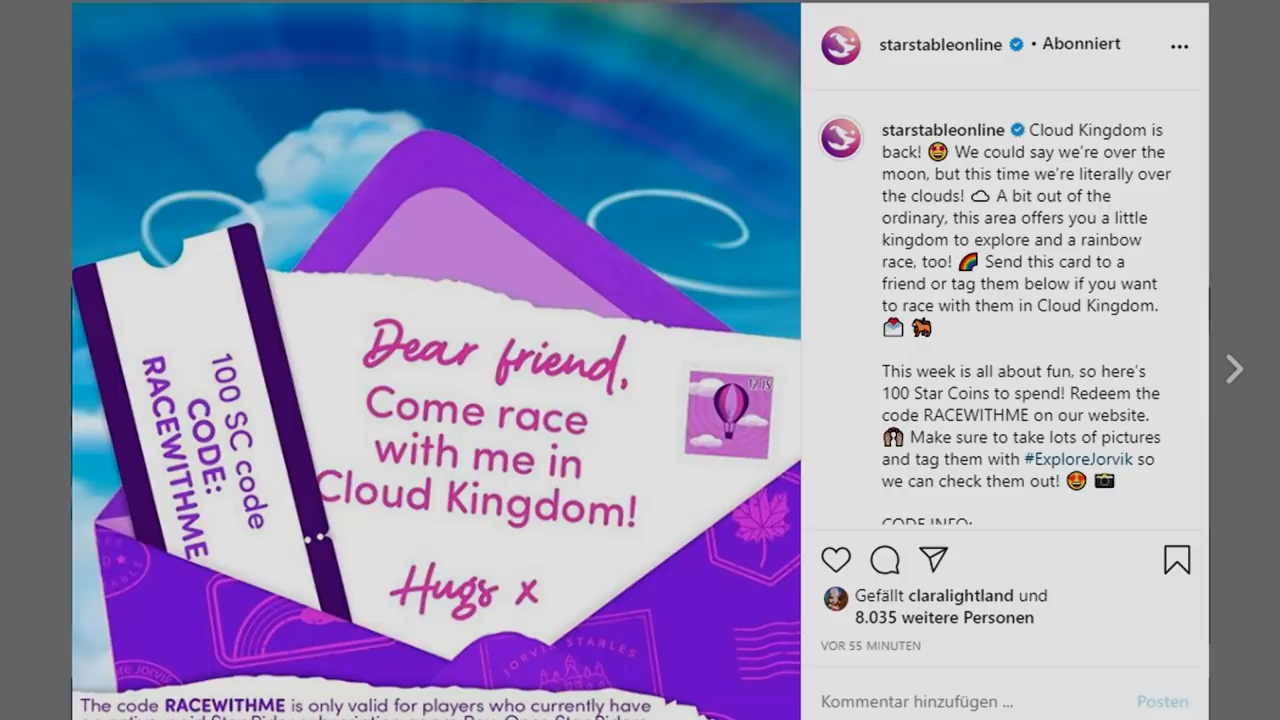 100 SC code
CODE:
RACEWITHME
Dear friend,
Come race
with me in
Cloud Kingdom!
Hugs x
12.15
JORVIK STABLES
The code RACEWITHME is only valid for players who currently have
starstableonline • Abonniert
starstableonline Cloud Kingdom is
back! 🤩 We could say we're over the
moon, but this time we're literally over
the clouds! ☁ A bit out of the
ordinary, this area offers you a little
kingdom to explore and a rainbow
race, too! 🌈 Send this card to a
friend or tag them below if you want
to race with them in Cloud Kingdom.
💌 🐎
This week is all about fun, so here's
100 Star Coins to spend! Redeem the
code RACEWITHME on our website.
Make sure to take lots of pictures
and tag them with #ExploreJorvik so
we can check them out! 🤩 📷
CODE INFO:
Gefällt claralightland und
8.035 weitere Personen
VOR 55 MINUTEN
Kommentar hinzufügen ...
Posten